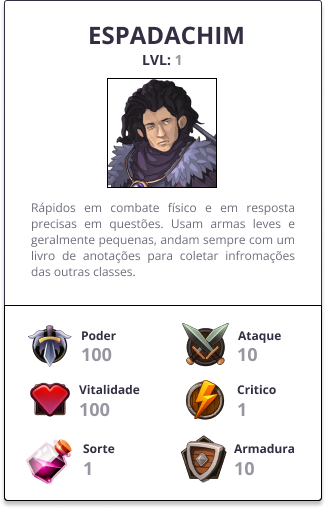 ESPADACHIM
LVL: 1
Rápidos em combate físico e em resposta
precisas em questões. Usam armas leves e
geralmente pequenas, andam sempre com um
livro de anotações para coletar infromações
das outras classes.
Poder
100
Ataque
10
Vitalidade
100
Critico
1
Sorte
1
Armadura
10